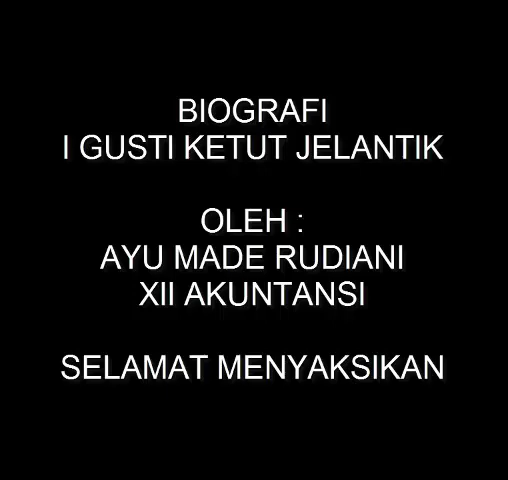 BIOGRAFI
I GUSTI KETUT JELANTIK
OLEH :
AYU MADE RUDIANI
XII AKUNTANSI
SELAMAT MENYAKSIKAN